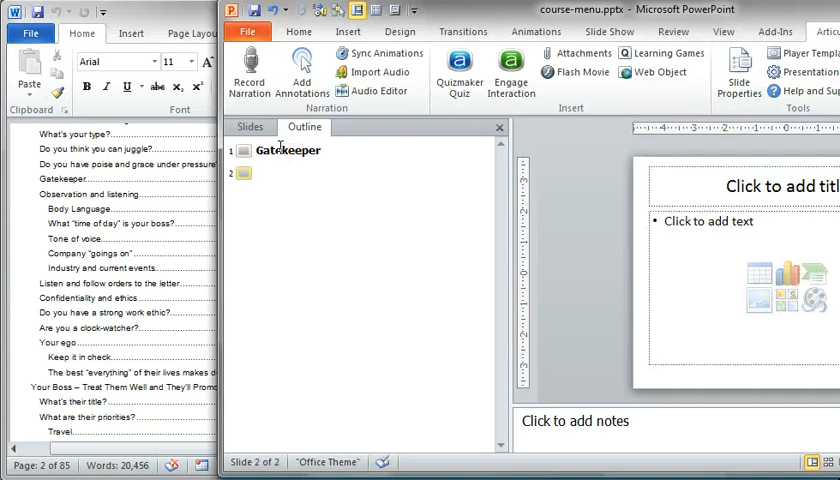 W
File
Home
Insert
Page Layou
Paste
Arial
11
A
B I U abc x₂ x²
Clipboard
Font
What's your type?
Do you think you can juggle?
Do you have poise and grace under pressure'
Gatekeeper
Observation and listening
Body Language
What "time of day" is your boss?
Tone of voice
Company "goings on"
Industry and current events
Listen and follow orders to the letter
Confidentiality and ethics
Do you have a strong work ethic?
Are you a clock-watcher?
Your ego
Keep it in check
The best "everything" of their lives makes d
Your Boss – Treat Them Well and They'll Promo
What's their title?
What are their priorities?
Travel
Page: 2 of 85
Words: 20,456
P
course-menu.pptx - Microsoft PowerPoint
File
Home
Insert
Design
Transitions
Animations
Slide Show
Review
View
Add-Ins
Articu
Record Narration
Add Annotations
Sync Animations
Import Audio
Audio Editor
Narration
Quizmaker Quiz
Engage Interaction
Attachments
Flash Movie
Learning Games
Web Object
Insert
Slide Properties
Player Templa
Presentation
Help and Sup
Tools
Slides
Outline
1 Gatekeeper
2
Click to add titl
• Click to add text
Click to add notes
Slide 2 of 2
"Office Theme"